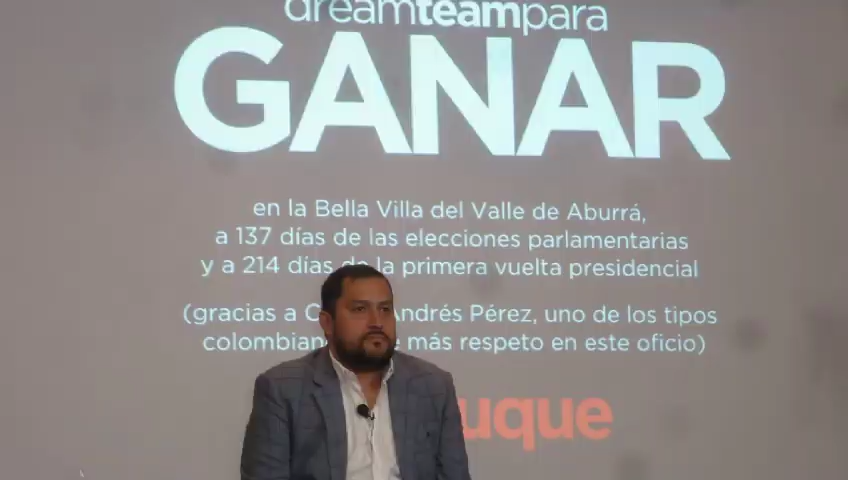 dreamteampara
GANAR
en la Bella Villa del Valle de Aburrá,
a 137 días de las elecciones parlamentarias
y a 214 días de la primera vuelta presidencial
(gracias a Andrés Pérez, uno de los tipos
más respeto en este oficio)
uque